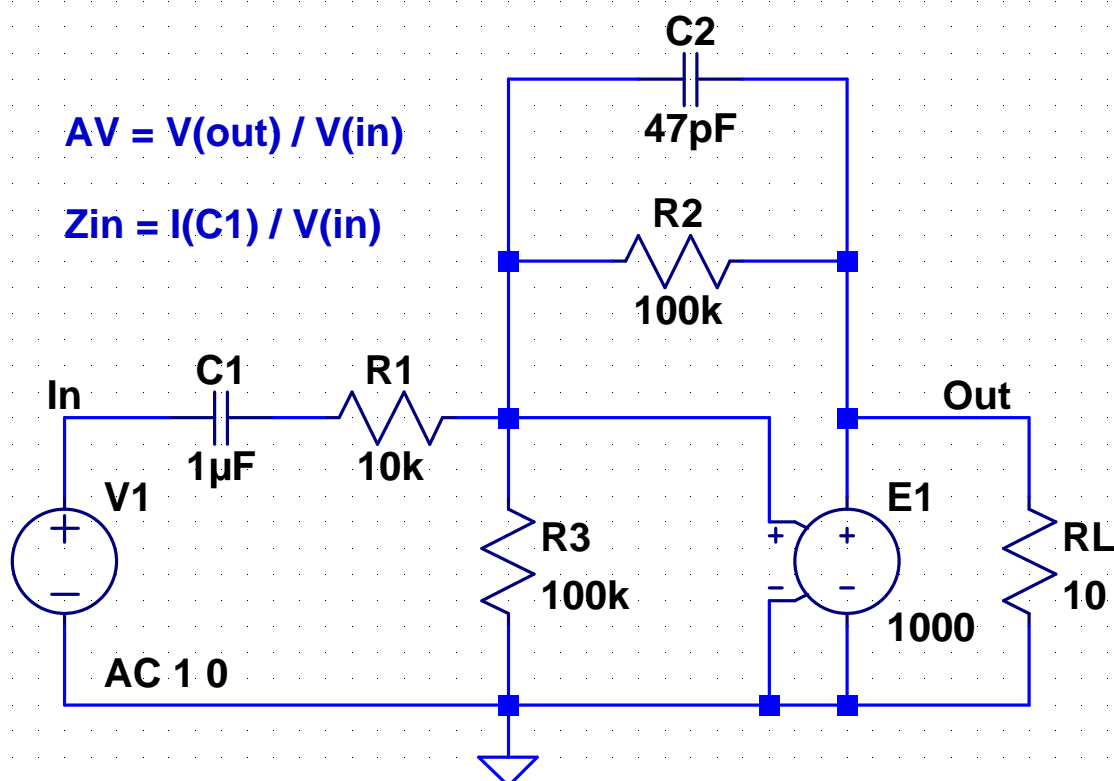 C2
47pF
AV = V(out) / V(in)
R2
100k
Zin = I(C1) / V(in)
In
C1
1µF
R1
10k
Out
V1
AC 1 0
R3
100k
+
−
+
−
+
−
E1
1000
RL
10